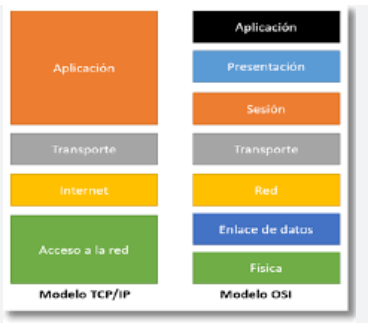 Aplicación
Transporte
Internet
Acceso a la red
Modelo TCP/IP
Aplicación
Presentación
Sesión
Transporte
Red
Enlace de datos
Física
Modelo OSI